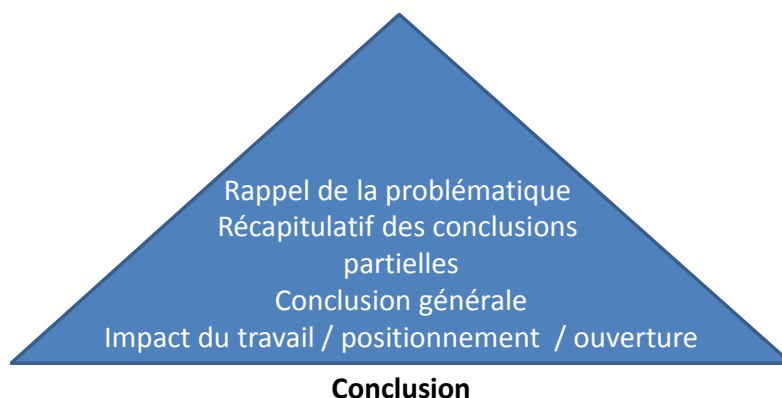 Rappel de la problématique
Récapitulatif des conclusions
partielles
Conclusion générale
Impact du travail / positionnement / ouverture
Conclusion